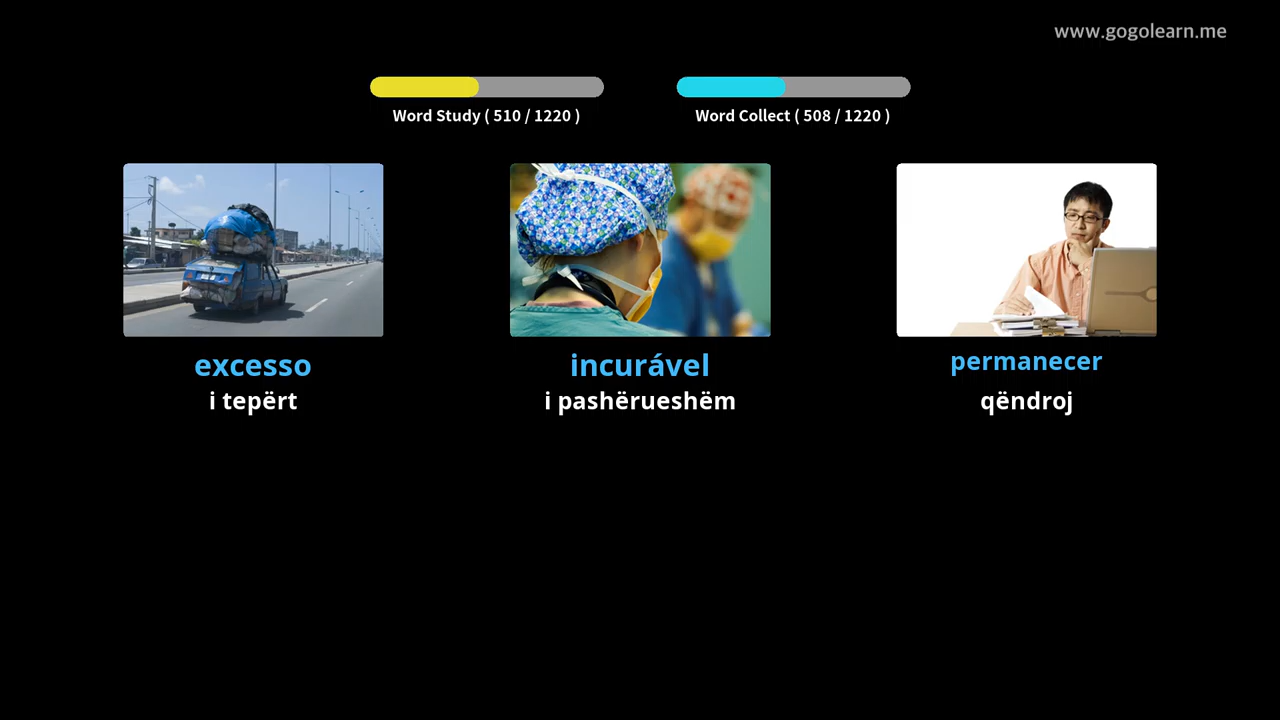 www.gogolearn.me
Word Study ( 510 / 1220 )
Word Collect ( 508 / 1220 )
excesso
i tepërt
incurável
i pashërueshëm
permanecer
qëndroj